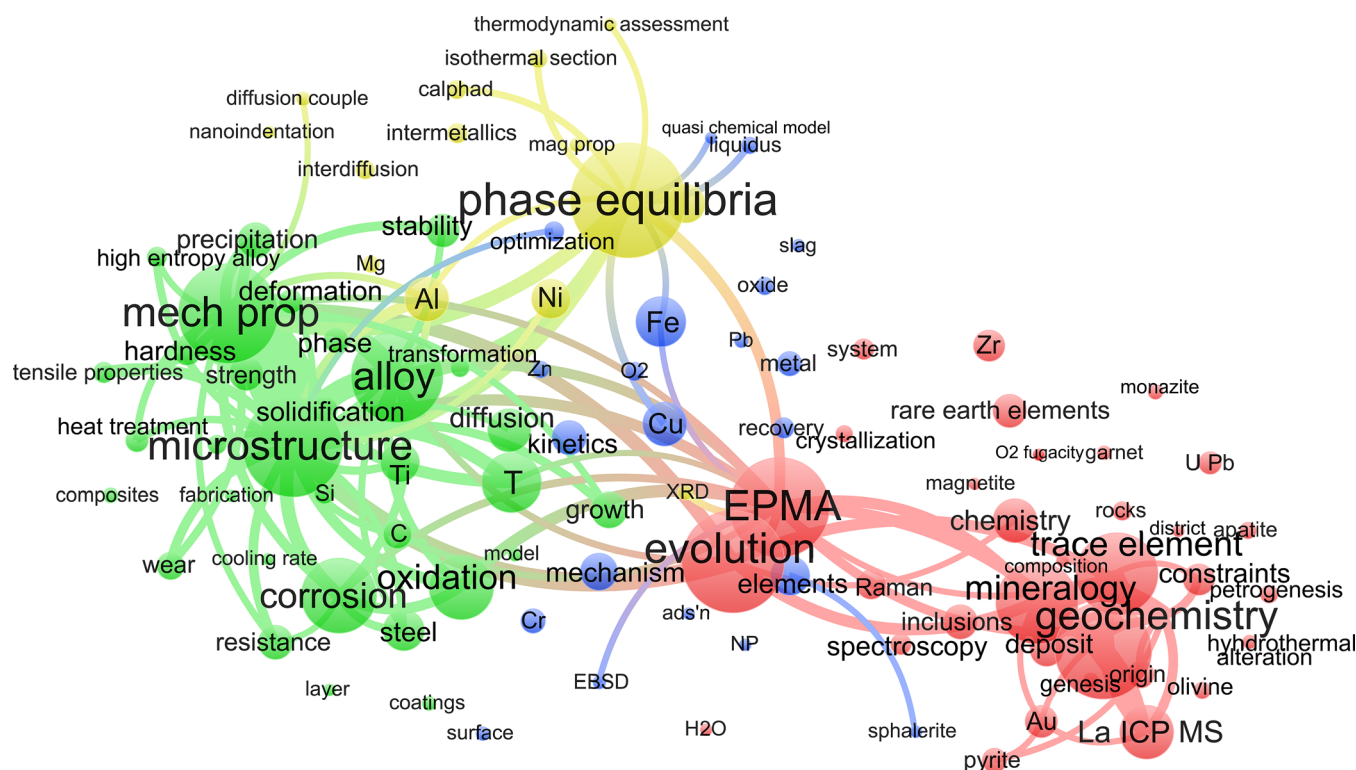 thermodynamic assessment
isothermal section
calphad
diffusion couple
nanoindentation
intermetallics
quasi chemical model
mag prop
liquidus
interdiffusion
phase equilibria
stability
precipitation
optimization
slag
high entropy alloy
Mg
deformation
oxide
Al
Ni
mech prop
Fe
phase
Pb
hardness
transformation
metal
system
Zr
tensile properties
strength
alloy
Zn
O2
monazite
solidification
diffusion
rare earth elements
heat treatment
microstructure
kinetics
Cu
recovery
crystallization
O2 fugacity
garnet
U Pb
Ti
T
magnetite
composites
fabrication
Si
XRD
EPMA
growth
rocks
chemistry
district
apatite
C
evolution
trace element
wear
cooling rate
model
mechanism
composition
constraints
oxidation
elements
Raman
mineralogy
petrogenesis
corrosion
ads'n
geochemistry
Cr
inclusions
resistance
steel
NP
spectroscopy
deposit
hyhdrothermal
alteration
layer
EBSD
genesis
origin
olivine
coatings
surface
H2O
sphalerite
Au
La ICP MS
pyrite